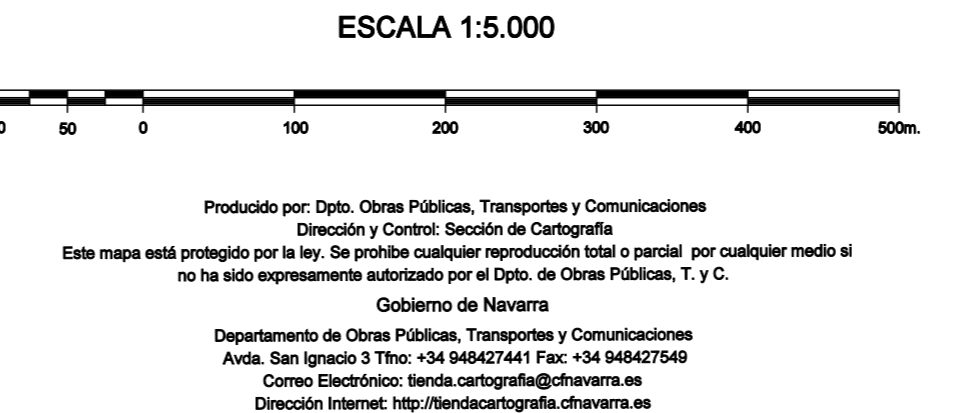 ESCALA 1:5.000
0 50 0 100 200 300 400 500m.
Producido por: Dpto. Obras Públicas, Transportes y Comunicaciones
Dirección y Control: Sección de Cartografía
Este mapa está protegido por la ley. Se prohibe cualquier reproducción total o parcial por cualquier medio si
no ha sido expresamente autorizado por el Dpto. de Obras Públicas, T. y C.
Gobierno de Navarra
Departamento de Obras Públicas, Transportes y Comunicaciones
Avda. San Ignacio 3 Tfno: +34 948427441 Fax: +34 948427549
Correo Electrónico: tienda.cartografia@cfnavarra.es
Dirección Internet: http://tiendacartografia.cfnavarra.es